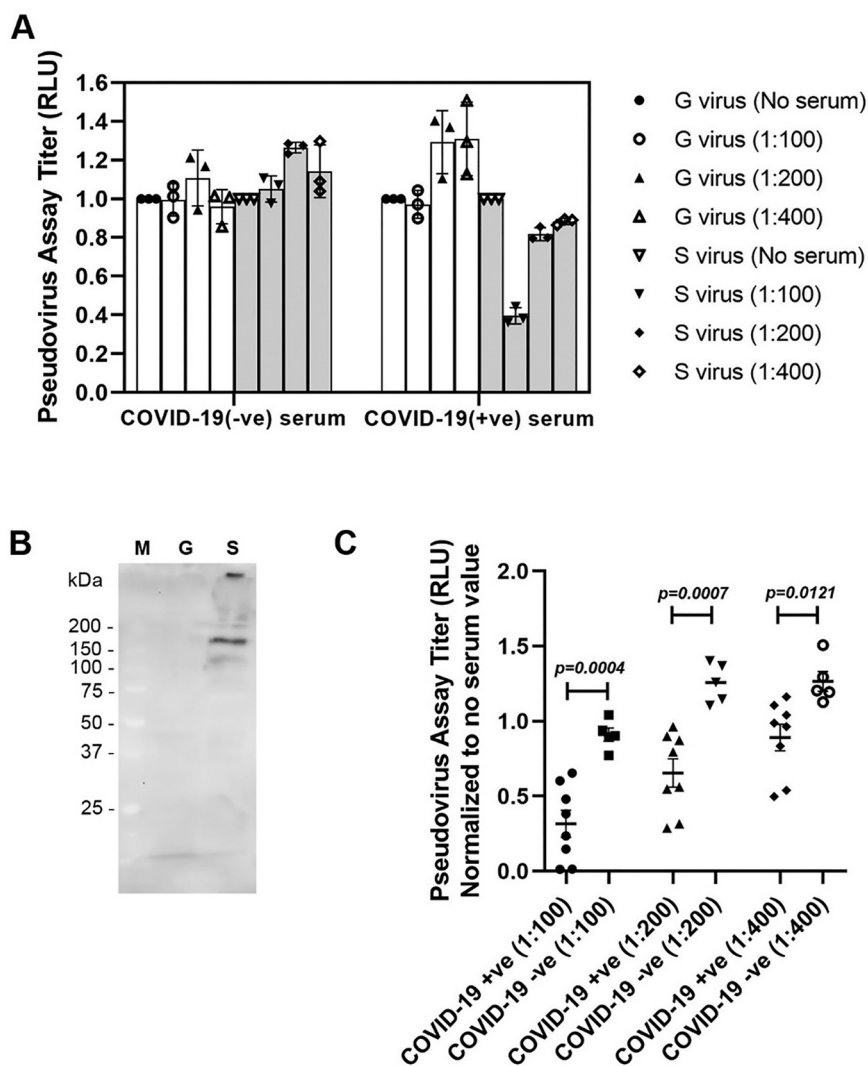 A
Pseudovirus Assay Titer (RLU)
1.6
1.4
1.2
1.0
0.8
0.6
0.4
0.2
0.0
COVID-19(-ve) serum COVID-19(+ve) serum
G virus (No serum)
G virus (1:100)
G virus (1:200)
G virus (1:400)
S virus (No serum)
S virus (1:100)
S virus (1:200)
S virus (1:400)
B
M G S
kDa
200 -
150 -
100 -
75 -
50 -
37 -
25 -
C
Pseudovirus Assay Titer (RLU)
Normalized to no serum value
2.0
1.5
1.0
0.5
0.0
p=0.0004
p=0.0007
p=0.0121
COVID-19 +ve (1:100)
COVID-19 -ve (1:100)
COVID-19 +ve (1:200)
COVID-19 -ve (1:200)
COVID-19 +ve (1:400)
COVID-19 -ve (1:400)